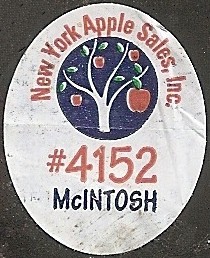 New York Apple Sales, Inc.
#4152
McINTOSH